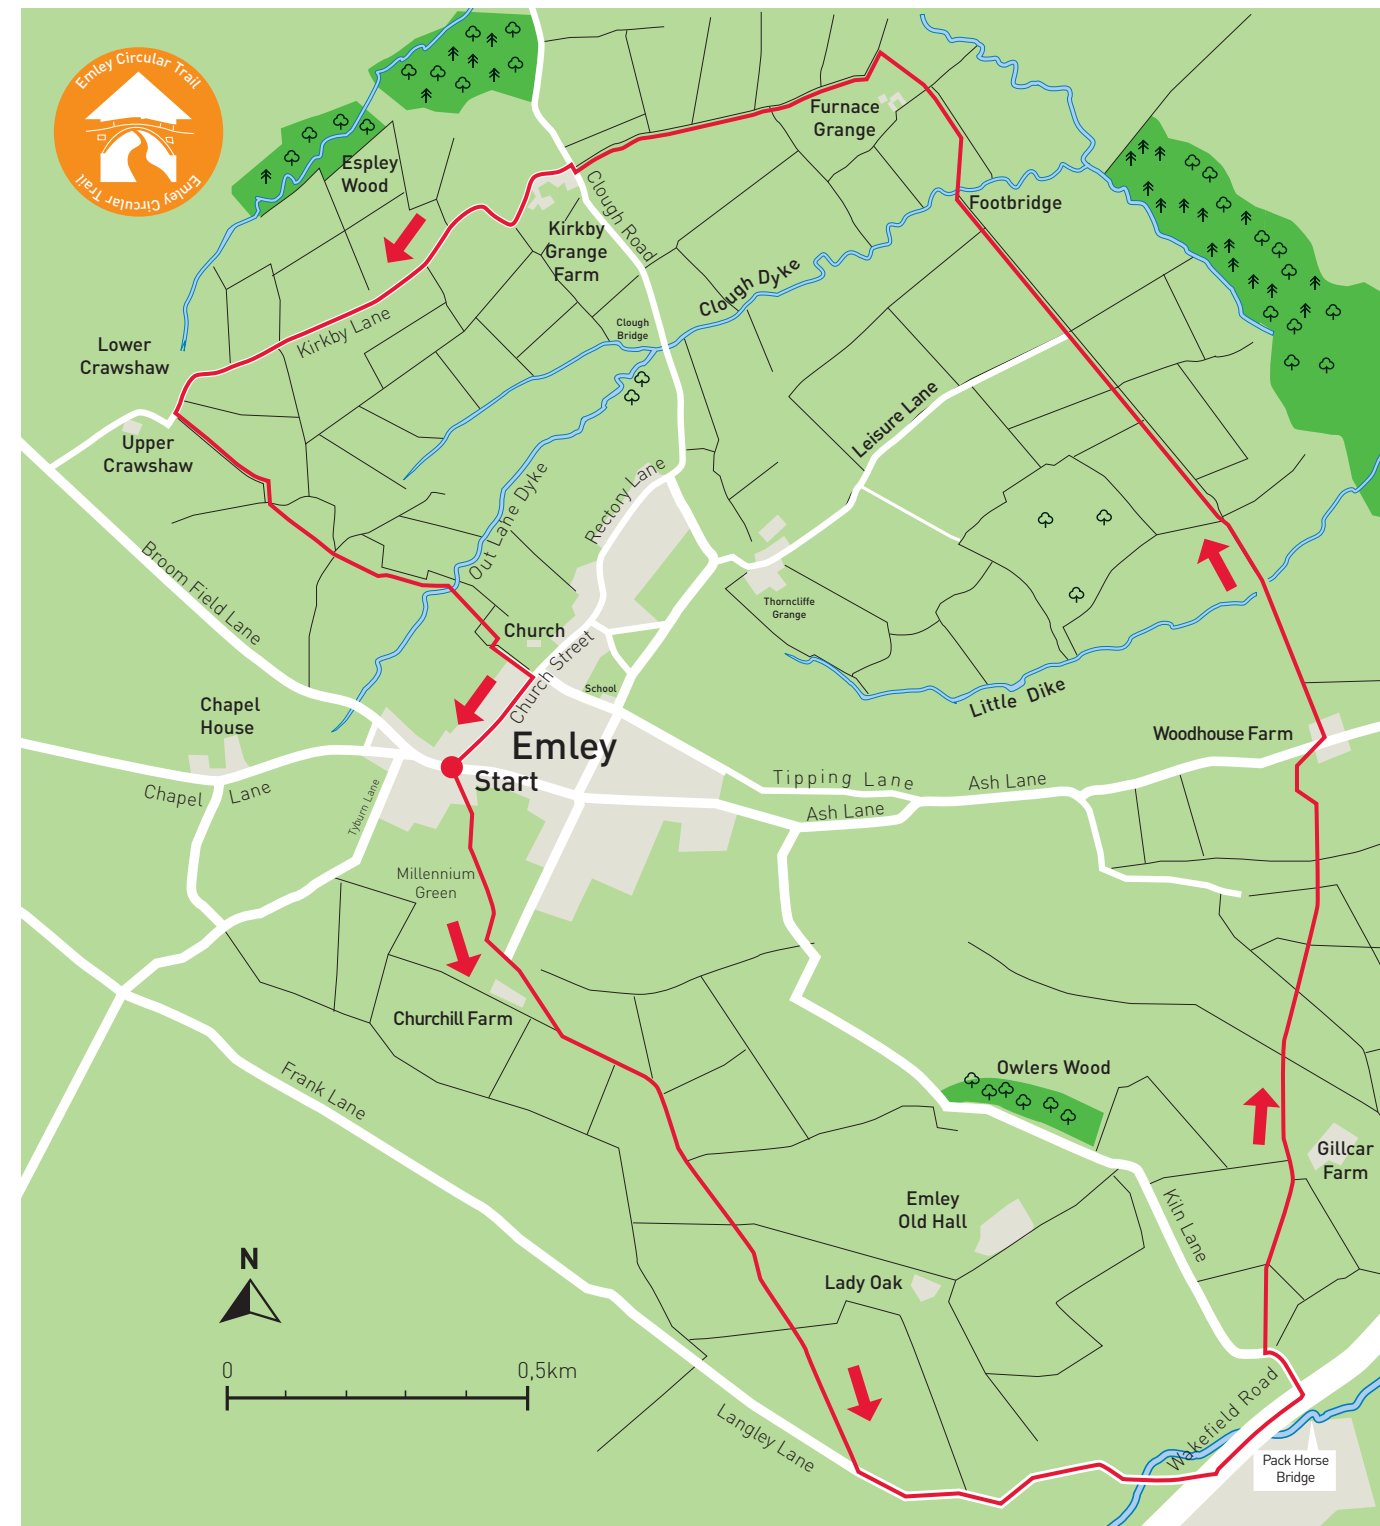 Emley Circular Trail
Emley Circular Trail
Espley
Wood
Furnace
Grange
Clough Road
Footbridge
Kirkby
Grange
Farm
Clough Dyke
Clough
Bridge
Kirkby Lane
Lower
Crawshaw
Upper
Crawshaw
Leisure Lane
Rectory Lane
Out Lane Dyke
Broom Field Lane
Thorncliffe
Grange
Church
Church Street
School
Little Dike
Chapel
House
Emley
Start
Woodhouse Farm
Tipping Lane
Ash Lane
Ash Lane
Chapel Lane
Tyburn Lane
Millennium
Green
Churchill Farm
Frank Lane
Owlers Wood
Gillcar
Farm
Kiln Lane
Emley
Old Hall
Lady Oak
N
0 0,5km
Langley Lane
Wakefield Road
Pack Horse
Bridge